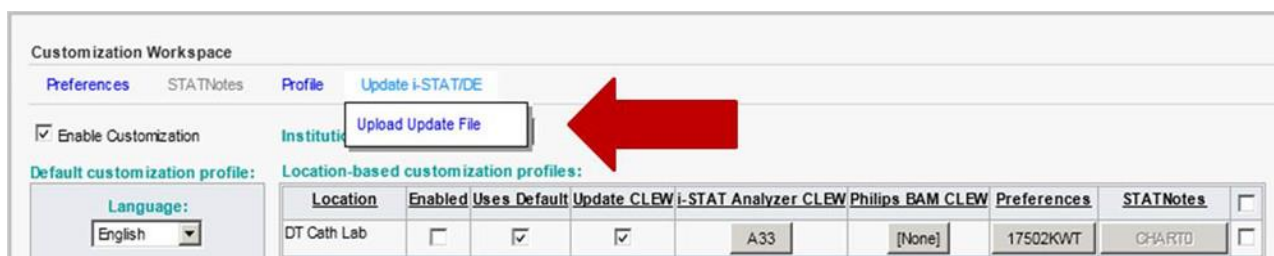 Customization Workspace
Preferences STATNotes Profile Update i-STAT/DE
Upload Update File
Enable Customization
Default customization profile: Location-based customization profiles:
Language: Location Enabled Uses Default Update CLEW i-STAT Analyzer CLEW Philips BAM CLEW Preferences STATNotes
English DT Cath Lab A33 [None] 17502KWT CHART0